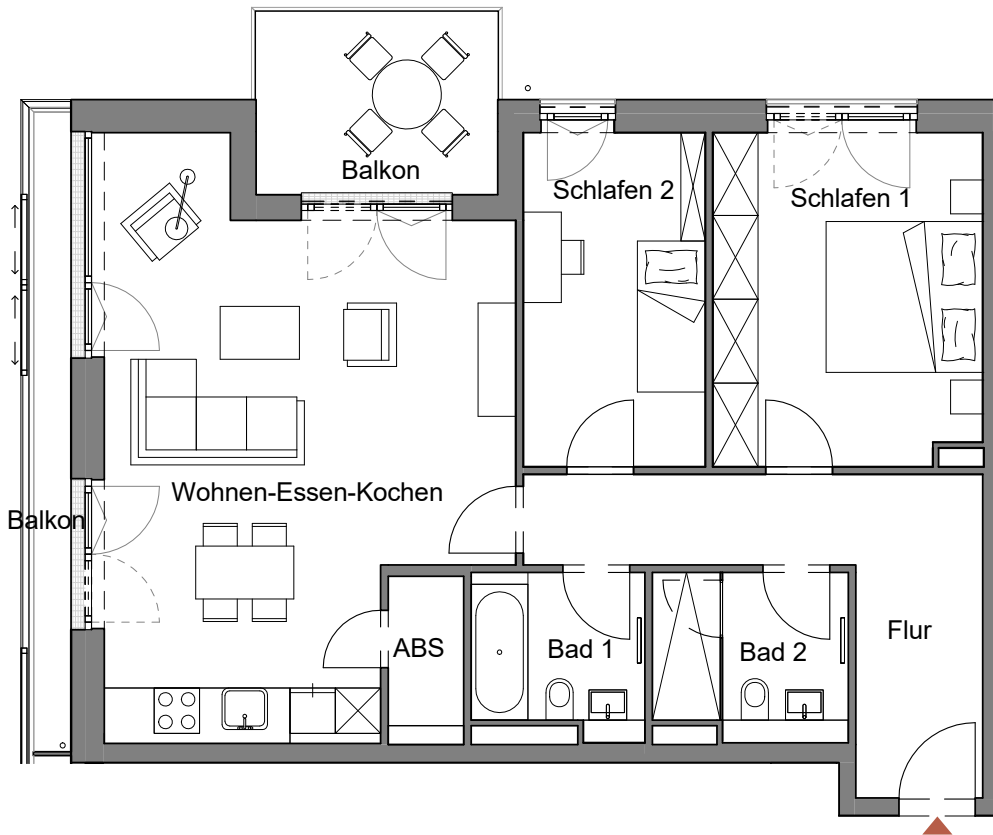 Balkon
Schlafen 2
Schlafen 1
Wohnen-Essen-Kochen
Balkon
ABS
Bad 1
Bad 2
Flur